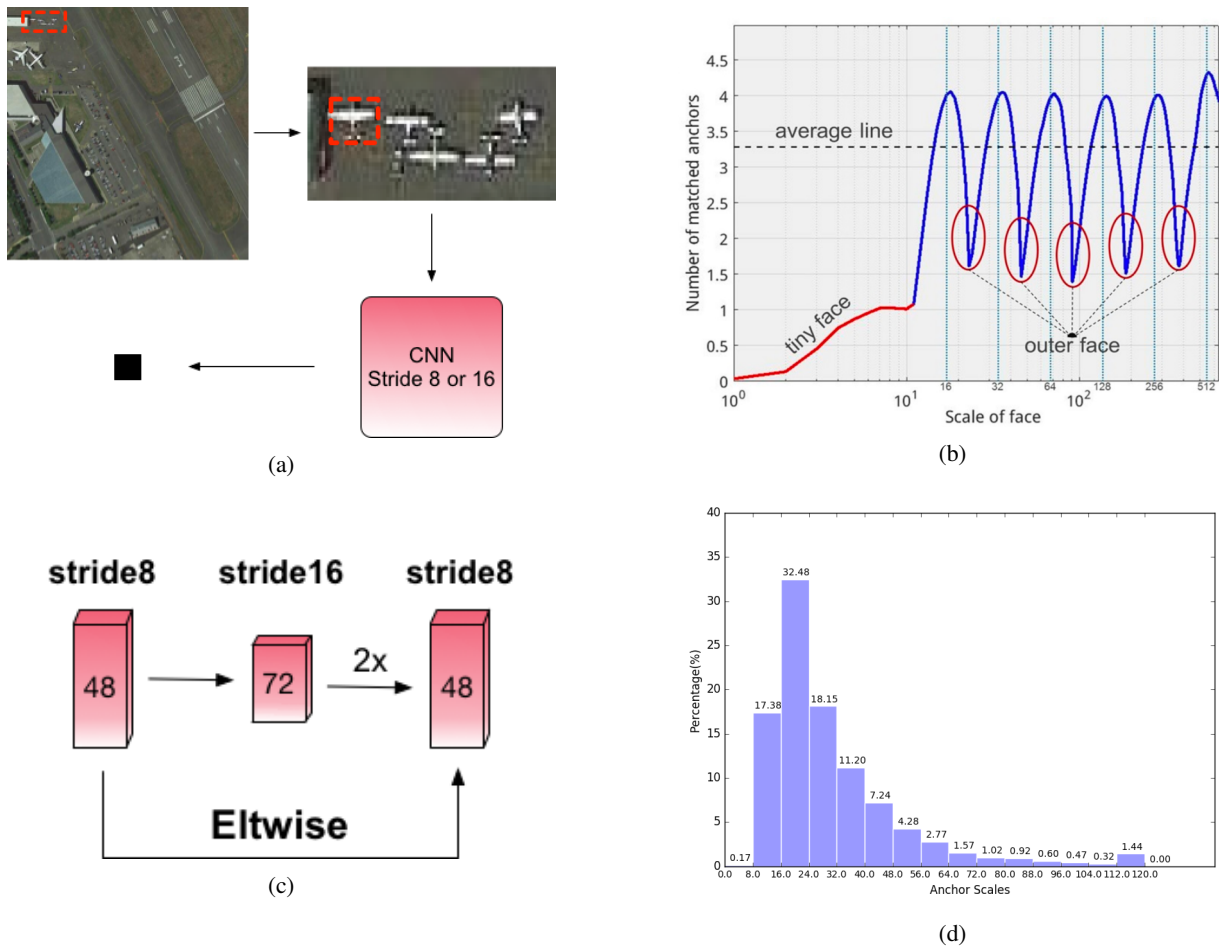 CNN
Stride 8 or 16
(a)
Number of matched anchors
4.5
4
3.5
3
2.5
2
1.5
1
0.5
0
average line
tiny face
outer face
10^0
10^1
16
32
64
10^2
128
256
512
Scale of face
(b)
stride8
stride16
stride8
48
72
2x
48
Eltwise
(c)
Percentage(%)
40
35
30
25
20
15
10
5
0
0.17
17.38
32.48
18.15
11.20
7.24
4.28
2.77
1.57
1.02
0.92
0.60
0.47
0.32
1.44
0.00
0.0 8.0 16.0 24.0 32.0 40.0 48.0 56.0 64.0 72.0 80.0 88.0 96.0 104.0 112.0 120.0
Anchor Scales
(d)